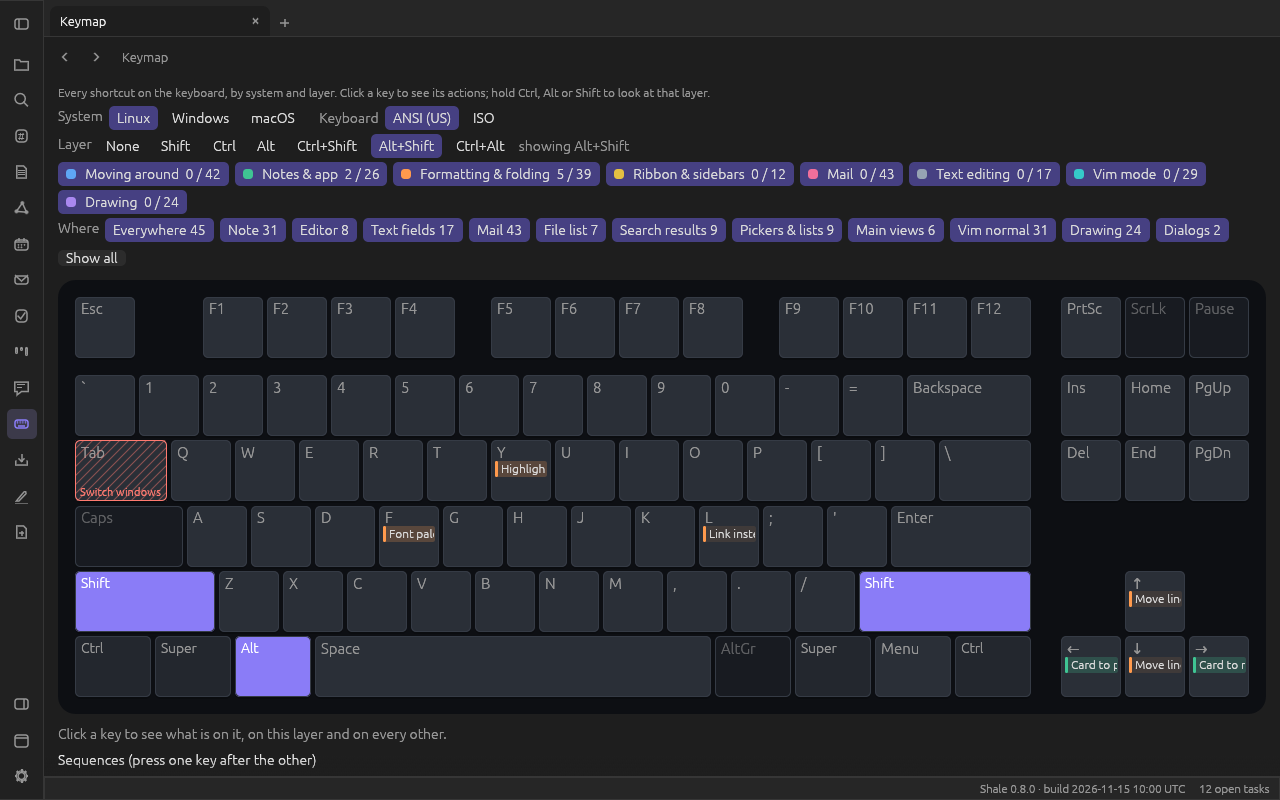 Keymap × +
Keymap
Every shortcut on the keyboard, by system and layer. Click a key to see its actions; hold Ctrl, Alt or Shift to look at that layer.
System Linux Windows macOS Keyboard ANSI (US) ISO
Layer None Shift Ctrl Alt Ctrl+Shift Alt+Shift Ctrl+Alt showing Alt+Shift
Moving around 0 / 42 Notes & app 2 / 26 Formatting & folding 5 / 39 Ribbon & sidebars 0 / 12 Mail 0 / 43 Text editing 0 / 17 Vim mode 0 / 29
Drawing 0 / 24
Where Everywhere 45 Note 31 Editor 8 Text fields 17 Mail 43 File list 7 Search results 9 Pickers & lists 9 Main views 6 Vim normal 31 Drawing 24 Dialogs 2
Show all
Esc F1 F2 F3 F4 F5 F6 F7 F8 F9 F10 F11 F12 PrtSc ScrLk Pause
` 1 2 3 4 5 6 7 8 9 0 - = Backspace Ins Home PgUp
Tab Q W E R T Y U I O P [ ] \ Del End PgDn
Highligh
Switch windows
Caps A S D F G H J K L ; ' Enter
Font pal Link inst
Shift Z X C V B N M , . / Shift ↑
Move lin
Ctrl Super Alt Space AltGr Super Menu Ctrl ← ↓ →
Card to p Move lin Card to r
Click a key to see what is on it, on this layer and on every other.
Sequences (press one key after the other)
Shale 0.8.0 · build 2026-11-15 10:00 UTC 12 open tasks